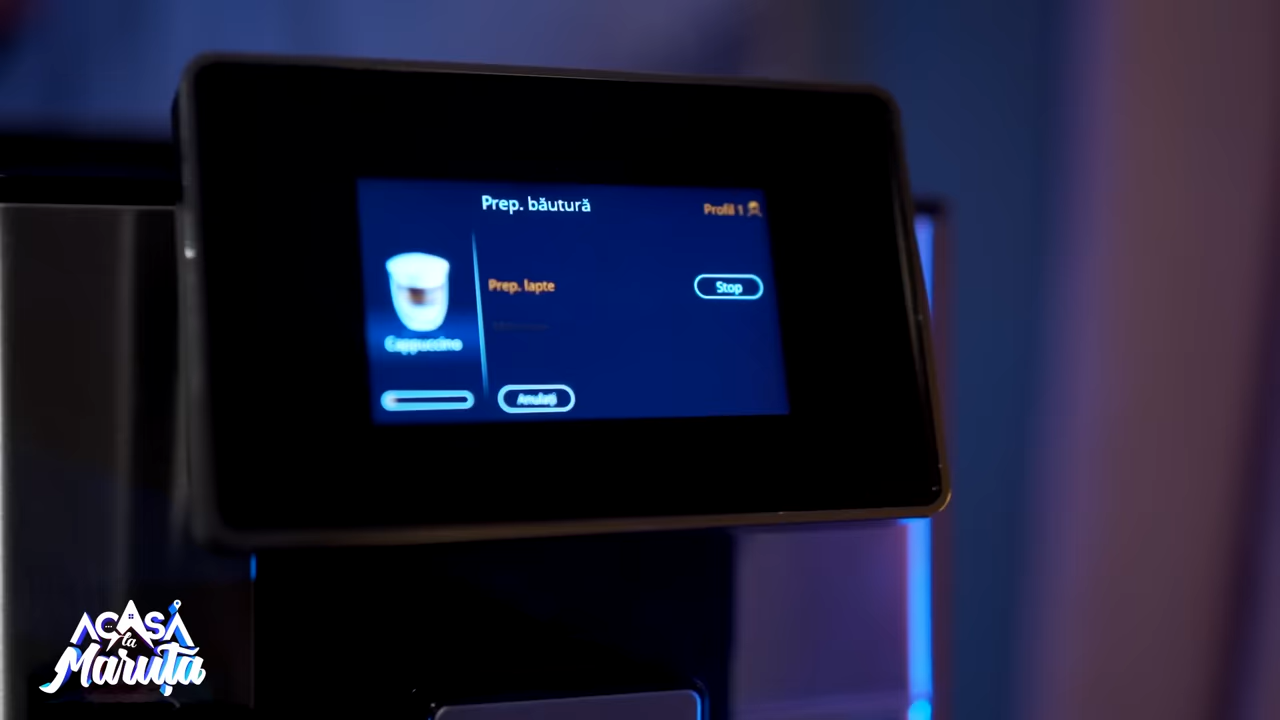 Prep. băutură
Profil 1
Prep. lapte
Stop
Cappuccino
Anulați
ACASĂ
la
Măruță